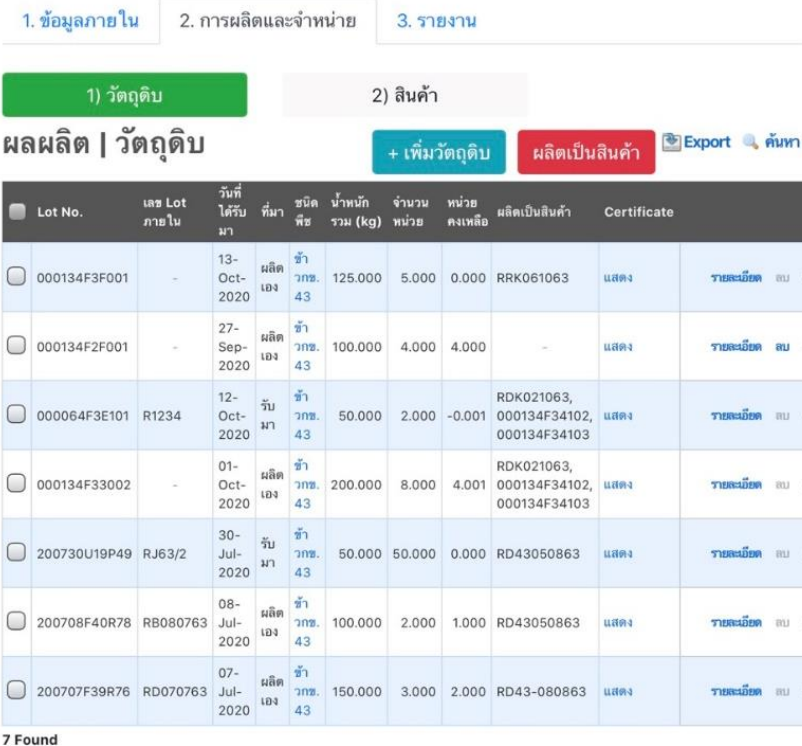 1. ข้อมูลภายใน 2. การผลิตและจำหน่าย 3. รายงาน
1) วัตถุดิบ 2) สินค้า
ผลผลิต | วัตถุดิบ + เพิ่มวัตถุดิบ ผลิตเป็นสินค้า Export ค้นหา
Lot No. เลข Lot ภายใน วันที่ ได้รับ มา ที่มา ชนิด พืช น้ำหนัก รวม (kg) จำนวน หน่วย หน่วย คงเหลือ ผลิตเป็นสินค้า Certificate
000134F3F001 - 13-Oct-2020 ผลิตเอง ข้าวกข.43 125.000 5.000 0.000 RRK061063 แสดง รายละเอียด ลบ
000134F2F001 - 27-Sep-2020 ผลิตเอง ข้าวกข.43 100.000 4.000 4.000 - แสดง รายละเอียด ลบ
000064F3E101 R1234 12-Oct-2020 รับมา ข้าวกข.43 50.000 2.000 -0.001 RDK021063, 000134F34102, 000134F34103 แสดง รายละเอียด ลบ
000134F33002 - 01-Oct-2020 ผลิตเอง ข้าวกข.43 200.000 8.000 4.001 RDK021063, 000134F34102, 000134F34103 แสดง รายละเอียด ลบ
200730U19P49 RJ63/2 30-Jul-2020 รับมา ข้าวกข.43 50.000 50.000 0.000 RD43050863 แสดง รายละเอียด ลบ
200708F40R78 RB080763 08-Jul-2020 ผลิตเอง ข้าวกข.43 100.000 2.000 1.000 RD43050863 แสดง รายละเอียด ลบ
200707F39R76 RD070763 07-Jul-2020 ผลิตเอง ข้าวกข.43 150.000 3.000 2.000 RD43-080863 แสดง รายละเอียด ลบ
7 Found